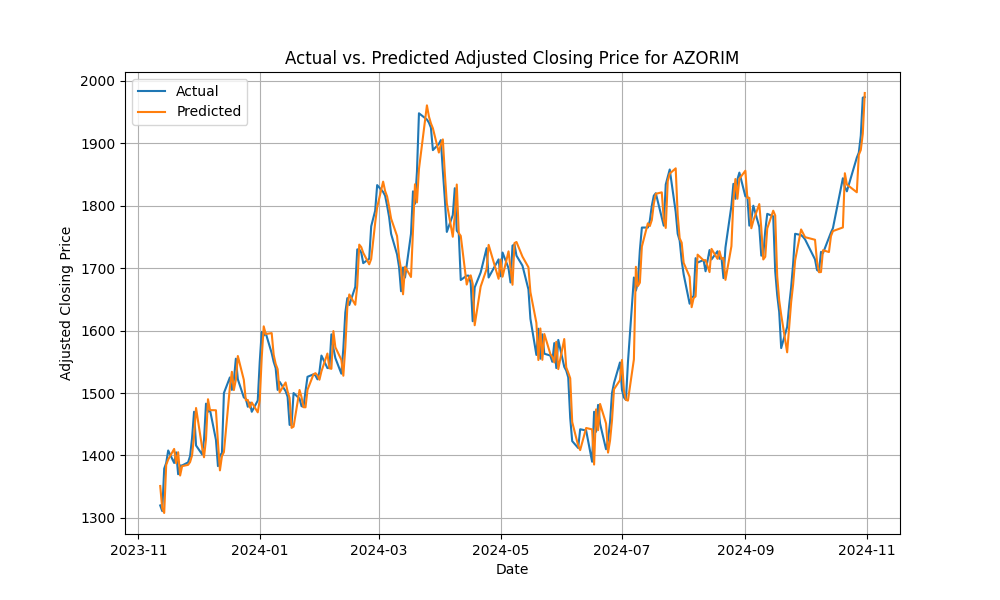 Actual vs. Predicted Adjusted Closing Price for AZORIM
Actual
Predicted
Adjusted Closing Price
2000
1900
1800
1700
1600
1500
1400
1300
2023-11 2024-01 2024-03 2024-05 2024-07 2024-09 2024-11
Date